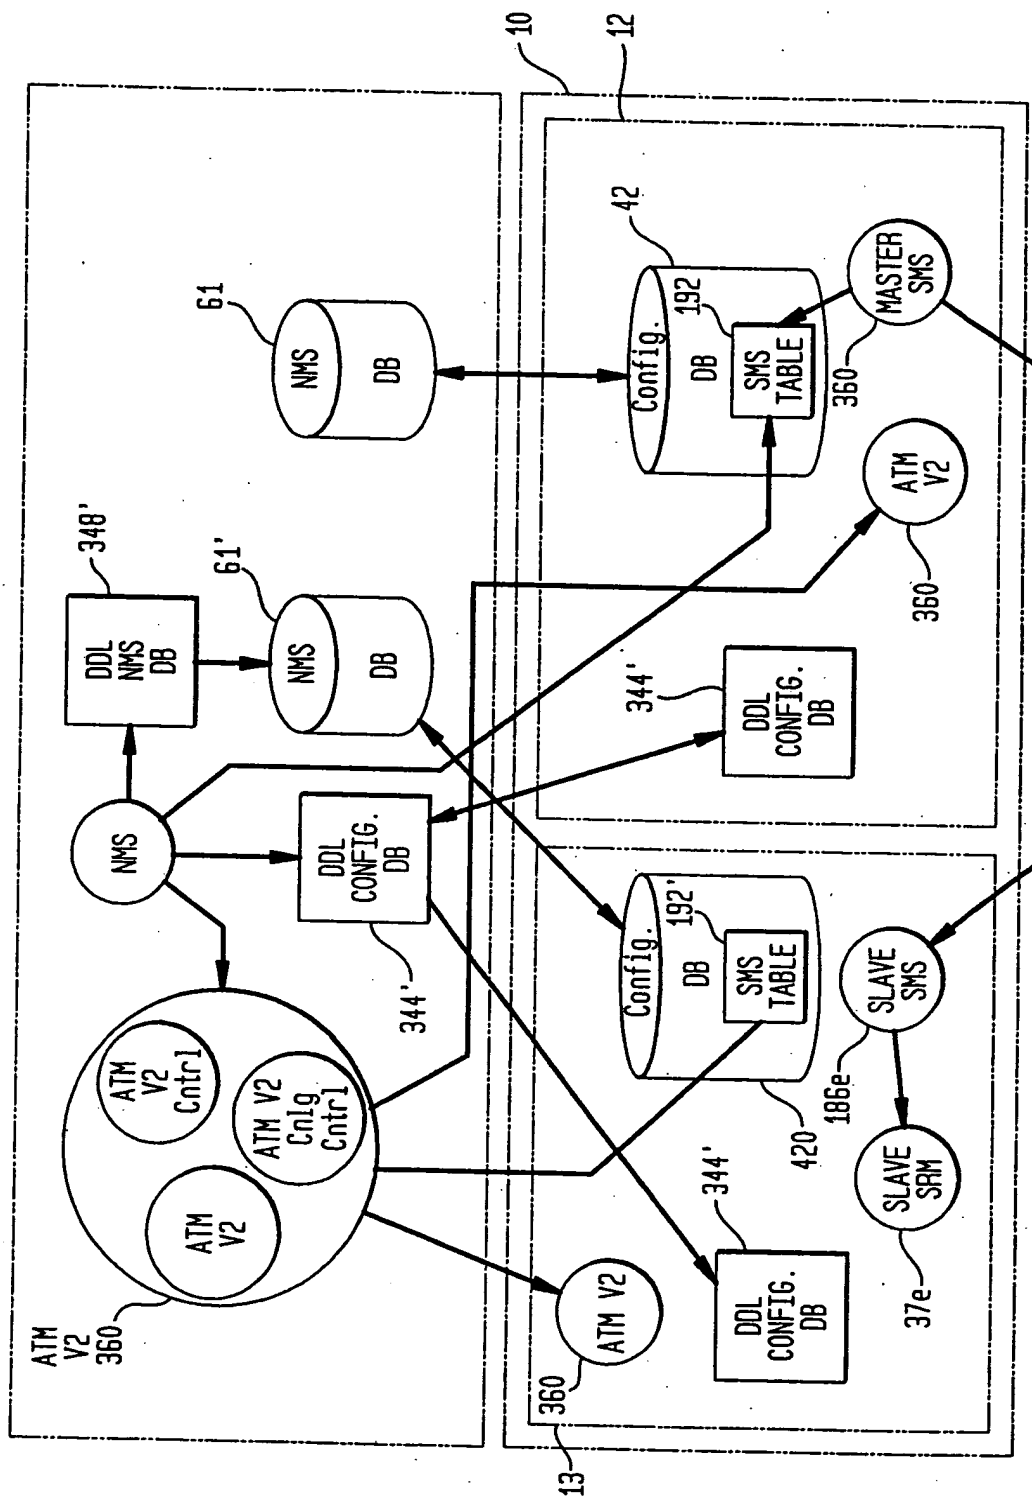 ATM
V2
360
ATM
V2
ATM
V2
Cntrl
ATM V2
Cnlg
Cntrl
NMS
DDL
NMS
DB
348'
DDL
CONFIG.
DB
344'
NMS
DB
61'
NMS
DB
61
10
12
13
360
ATM V2
DDL
CONFIG.
DB
344'
Config.
DB
192'
SMS
TABLE
420
SLAVE
SMS
186e
SLAVE
SRM
37e
DDL
CONFIG.
DB
344'
ATM
V2
360
Config.
DB
42
192
SMS
TABLE
MASTER
SMS
360